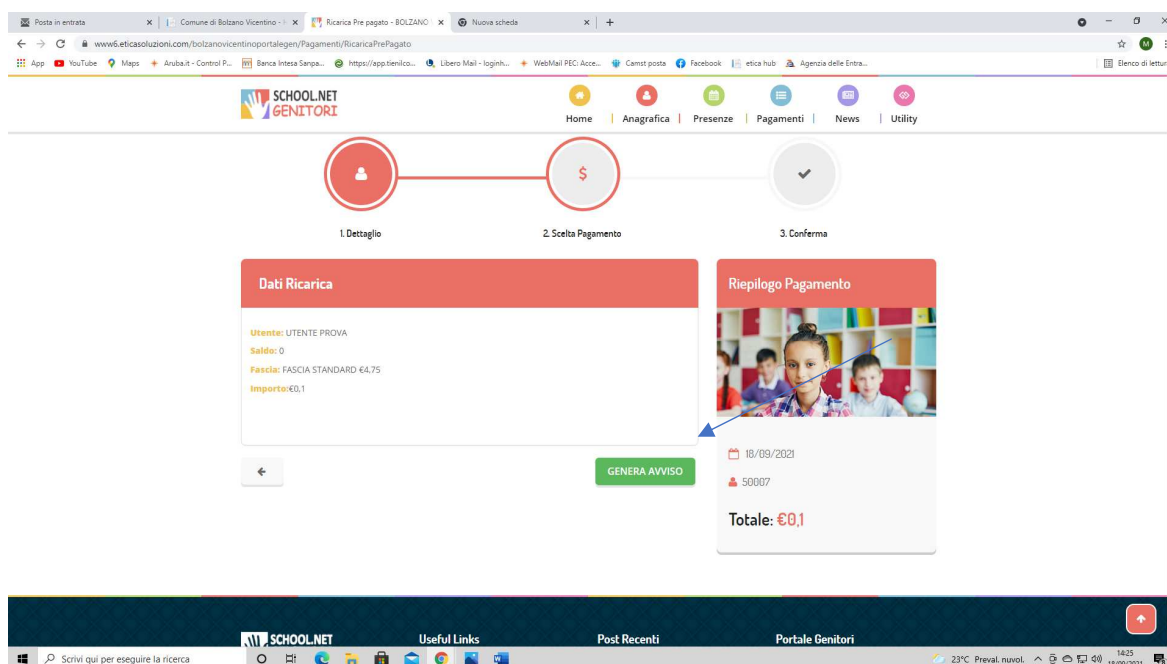 Posta in entrata
Comune di Bolzano Vicentino -
Ricarica Pre pagato - BOLZANO
Nuova scheda
www6.eticasoluzioni.com/bolzanovicentinoportalegen/Pagamenti/RicaricaPrePagato
App YouTube Maps Aruba.it - Control P... Banca Intesa Sanpa... https://app.tienilco... Libero Mail - loginh... WebMail PEC: Acce... Camst posta Facebook etica hub Agenzia delle Entra... Elenco di lettur
SCHOOL.NET
GENITORI
Home | Anagrafica | Presenze | Pagamenti | News | Utility
1. Dettaglio
2. Scelta Pagamento
3. Conferma
Dati Ricarica
Utente: UTENTE PROVA
Saldo: 0
Fascia: FASCIA STANDARD €4,75
Importo:€0,1
GENERA AVVISO
Riepilogo Pagamento
18/09/2021
50007
Totale: €0,1
SCHOOL.NET
Useful Links
Post Recenti
Portale Genitori
Scrivi qui per eseguire la ricerca
23°C Preval. nuvol.
14:25
18/09/2021